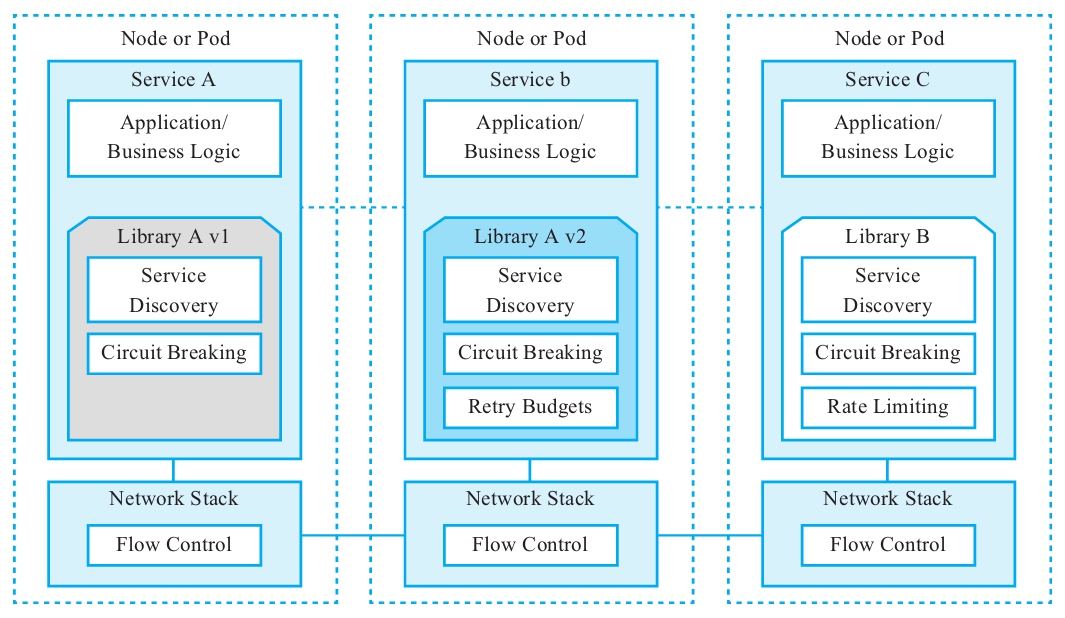 Node or Pod
Service A
Application/
Business Logic
Library A v1
Service
Discovery
Circuit Breaking
Network Stack
Flow Control
Node or Pod
Service b
Application/
Business Logic
Library A v2
Service
Discovery
Circuit Breaking
Retry Budgets
Network Stack
Flow Control
Node or Pod
Service C
Application/
Business Logic
Library B
Service
Discovery
Circuit Breaking
Rate Limiting
Network Stack
Flow Control